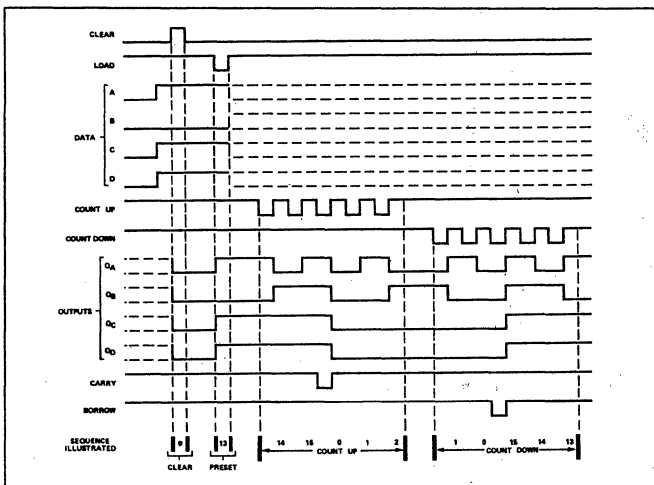 CLEAR
LOAD
A
B
DATA
C
D
COUNT UP
COUNT DOWN
QA
QB
OUTPUTS
QC
QD
CARRY
BORROW
SEQUENCE ILLUSTRATED
0 13 14 15 0 1 2 1 0 15 14 13
CLEAR PRESET COUNT UP COUNT DOWN